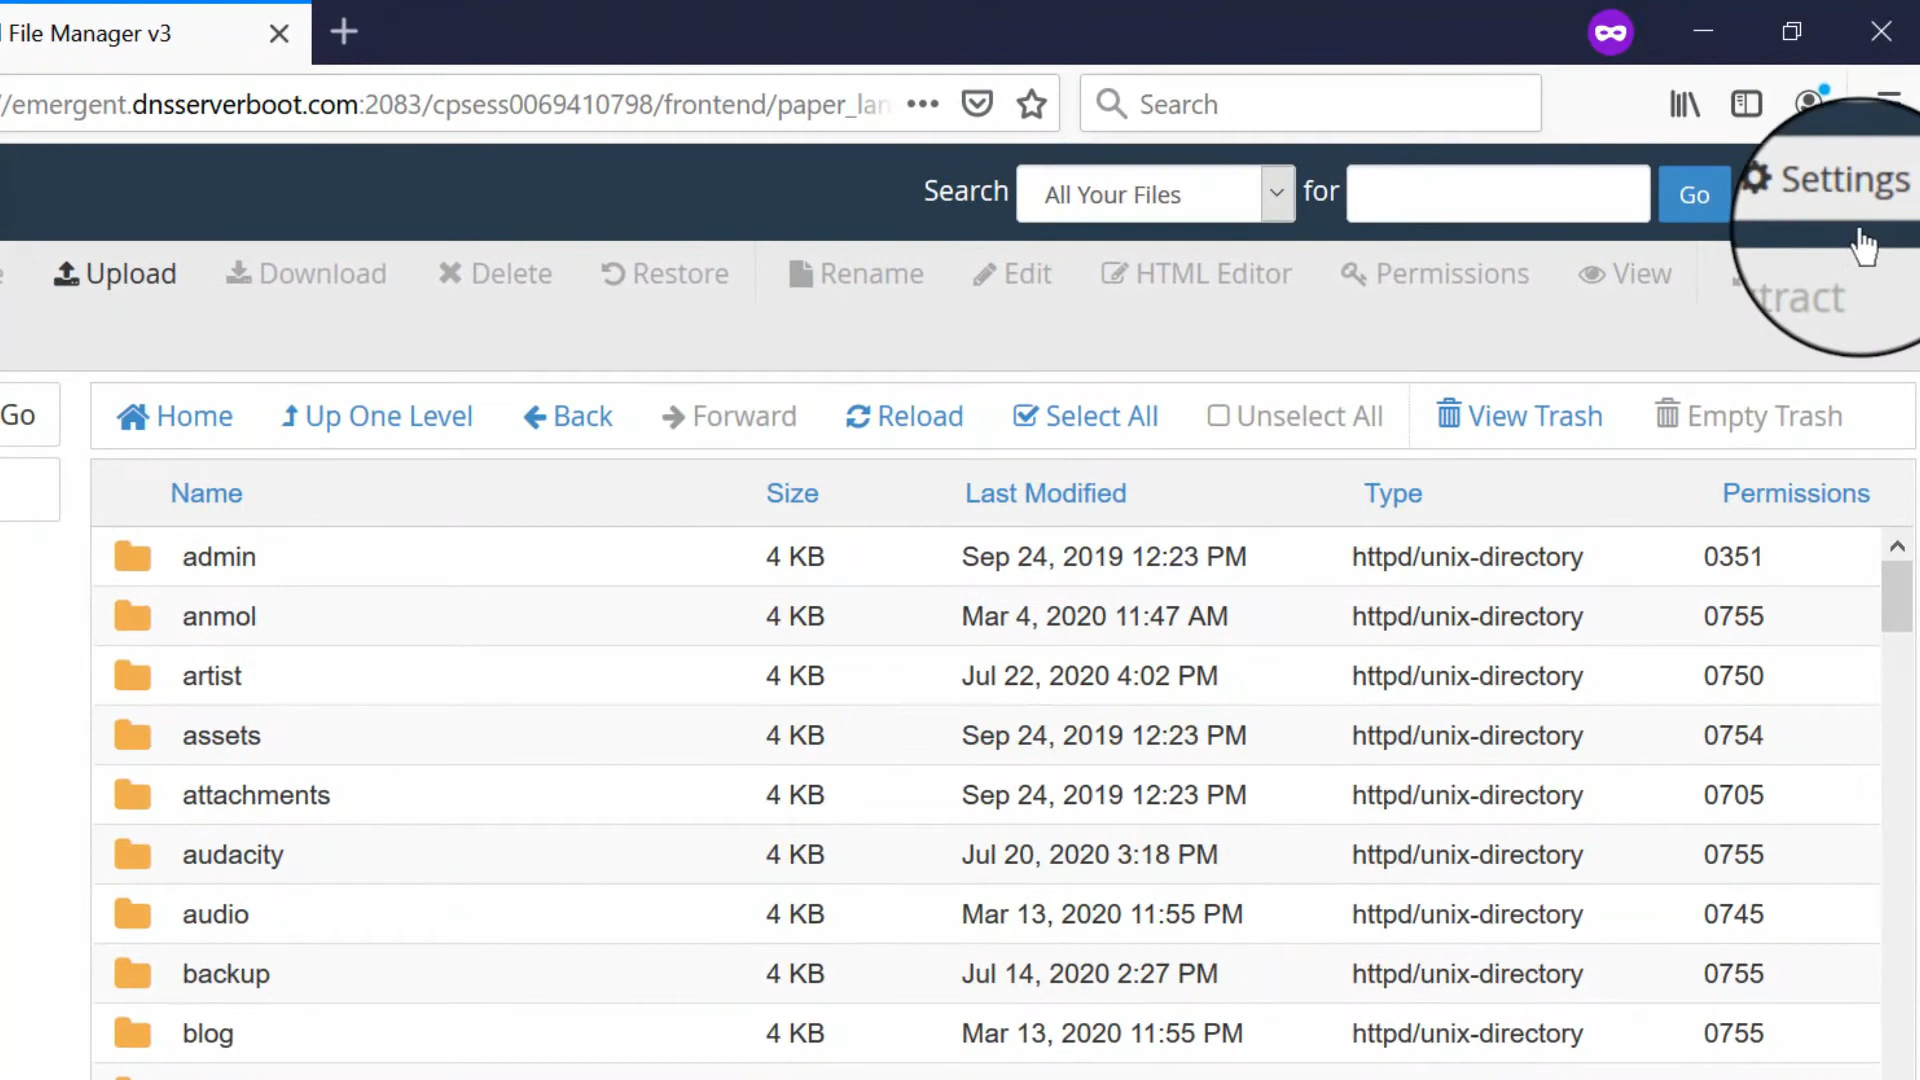 File Manager v3
//emergent.dnsserverboot.com:2083/cpsess0069410798/frontend/paper_lan
Search
Search All Your Files for Go Settings
Upload Download Delete Restore Rename Edit HTML Editor Permissions View tract
Go Home Up One Level Back Forward Reload Select All Unselect All View Trash Empty Trash
Name Size Last Modified Type Permissions
admin 4 KB Sep 24, 2019 12:23 PM httpd/unix-directory 0351
anmol 4 KB Mar 4, 2020 11:47 AM httpd/unix-directory 0755
artist 4 KB Jul 22, 2020 4:02 PM httpd/unix-directory 0750
assets 4 KB Sep 24, 2019 12:23 PM httpd/unix-directory 0754
attachments 4 KB Sep 24, 2019 12:23 PM httpd/unix-directory 0705
audacity 4 KB Jul 20, 2020 3:18 PM httpd/unix-directory 0755
audio 4 KB Mar 13, 2020 11:55 PM httpd/unix-directory 0745
backup 4 KB Jul 14, 2020 2:27 PM httpd/unix-directory 0755
blog 4 KB Mar 13, 2020 11:55 PM httpd/unix-directory 0755